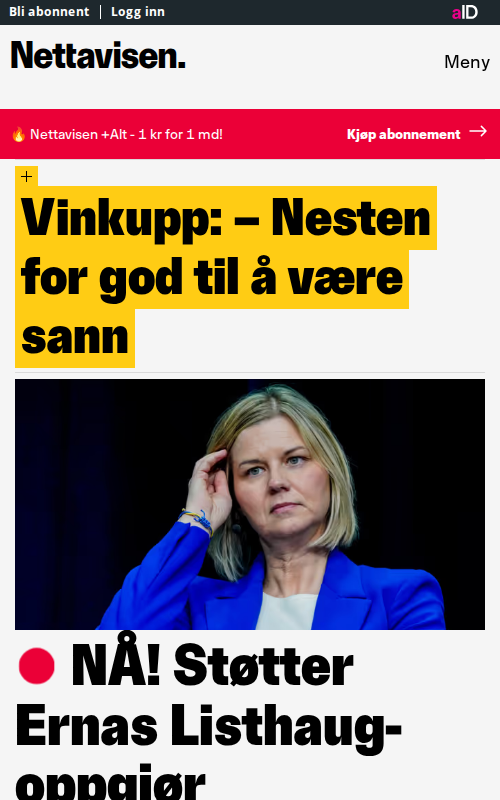 Bli abonnent | Logg inn
aID
Nettavisen.
Meny
🔥 Nettavisen +Alt - 1 kr for 1 md!
Kjøp abonnement →
+
Vinkupp: – Nesten
for god til å være
sann
NÅ! Støtter
Ernas Listhaug-
oppgjør